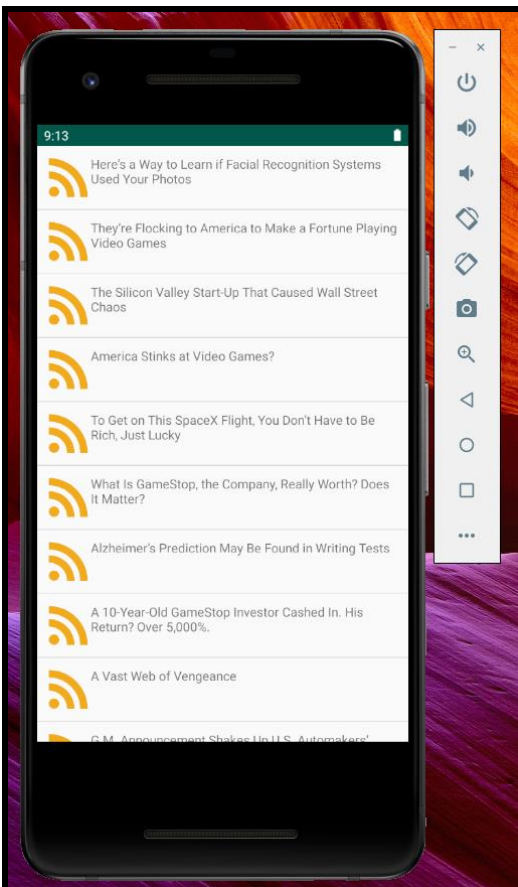 9:13
Here's a Way to Learn if Facial Recognition Systems
Used Your Photos
They're Flocking to America to Make a Fortune Playing
Video Games
The Silicon Valley Start-Up That Caused Wall Street
Chaos
America Stinks at Video Games?
To Get on This SpaceX Flight, You Don't Have to Be
Rich, Just Lucky
What Is GameStop, the Company, Really Worth? Does
It Matter?
Alzheimer's Prediction May Be Found in Writing Tests
A 10-Year-Old GameStop Investor Cashed In. His
Return? Over 5,000%.
A Vast Web of Vengeance
G.M. Announcement Shakes Up U.S. Automakers'